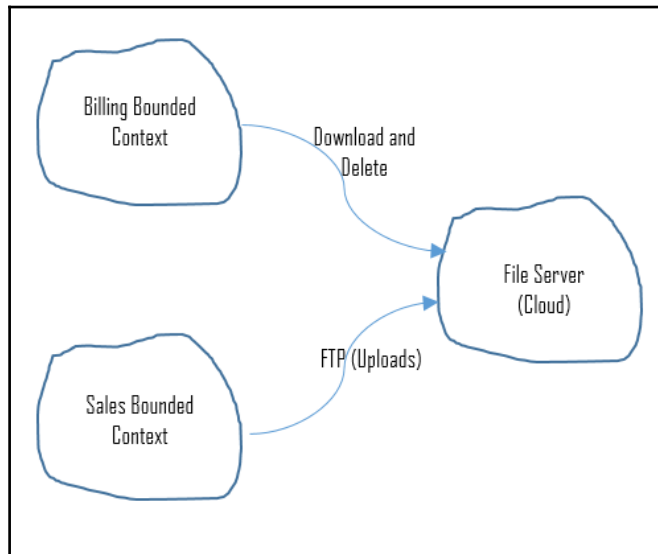 Billing Bounded
Context
Download and
Delete
File Server
(Cloud)
FTP (Uploads)
Sales Bounded
Context